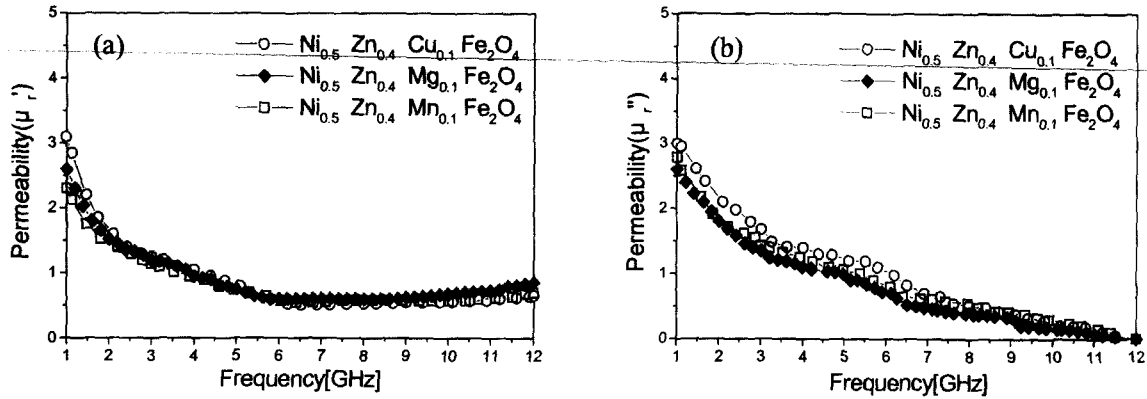 (a)
Ni0.5 Zn0.4 Cu0.1 Fe2O4
Ni0.5 Zn0.4 Mg0.1 Fe2O4
Ni0.5 Zn0.4 Mn0.1 Fe2O4
Permeability(μr')
5
4
3
2
1
0
1 2 3 4 5 6 7 8 9 10 11 12
Frequency[GHz]
(b)
Ni0.5 Zn0.4 Cu0.1 Fe2O4
Ni0.5 Zn0.4 Mg0.1 Fe2O4
Ni0.5 Zn0.4 Mn0.1 Fe2O4
Permeability(μr'')
5
4
3
2
1
0
1 2 3 4 5 6 7 8 9 10 11 12
Frequency[GHz]